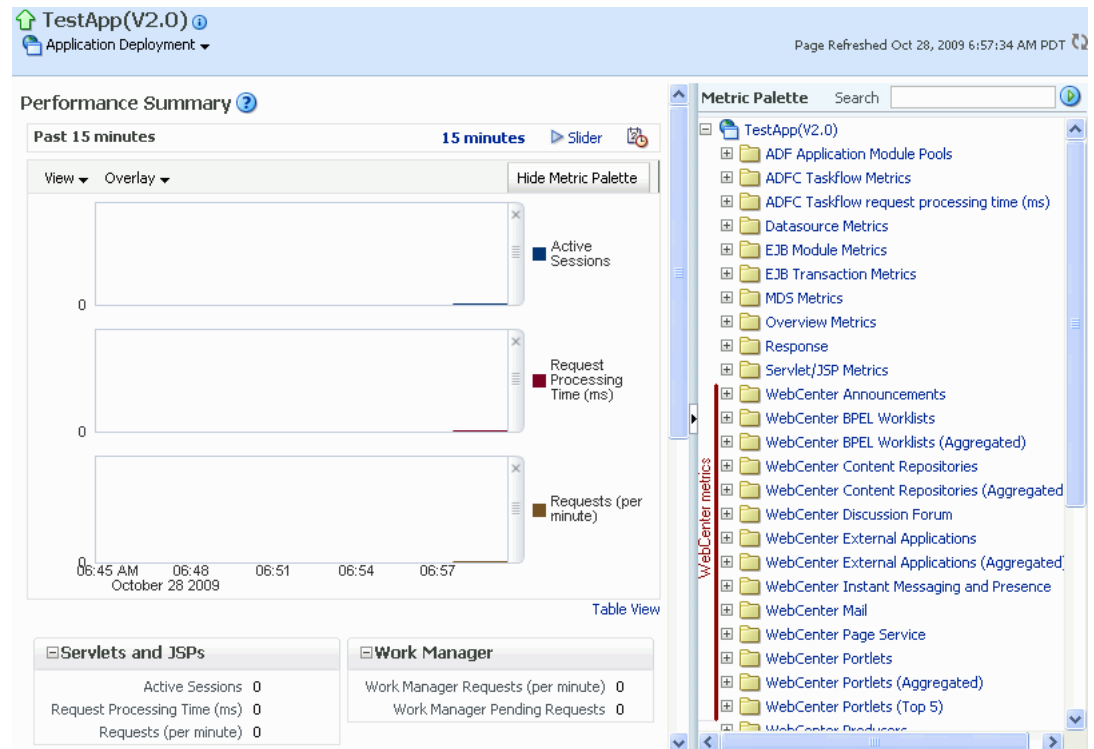 TestApp(V2.0)
Application Deployment
Page Refreshed Oct 28, 2009 6:57:34 AM PDT
Performance Summary
Past 15 minutes
15 minutes
Slider
View
Overlay
Hide Metric Palette
Active
Sessions
0
Request
Processing
Time (ms)
0
Requests (per
minute)
0
06:45 AM 06:48 06:51 06:54 06:57
October 28 2009
Table View
Servlets and JSPs
Active Sessions 0
Request Processing Time (ms) 0
Requests (per minute) 0
Work Manager
Work Manager Requests (per minute) 0
Work Manager Pending Requests 0
Metric Palette Search
TestApp(V2.0)
ADF Application Module Pools
ADFC Taskflow Metrics
ADFC Taskflow request processing time (ms)
Datasource Metrics
EJB Module Metrics
EJB Transaction Metrics
MDS Metrics
Overview Metrics
Response
Servlet/JSP Metrics
WebCenter metrics
WebCenter Announcements
WebCenter BPEL Worklists
WebCenter BPEL Worklists (Aggregated)
WebCenter Content Repositories
WebCenter Content Repositories (Aggregated
WebCenter Discussion Forum
WebCenter External Applications
WebCenter External Applications (Aggregated)
WebCenter Instant Messaging and Presence
WebCenter Mail
WebCenter Page Service
WebCenter Portlets
WebCenter Portlets (Aggregated)
WebCenter Portlets (Top 5)
WebCenter Producers